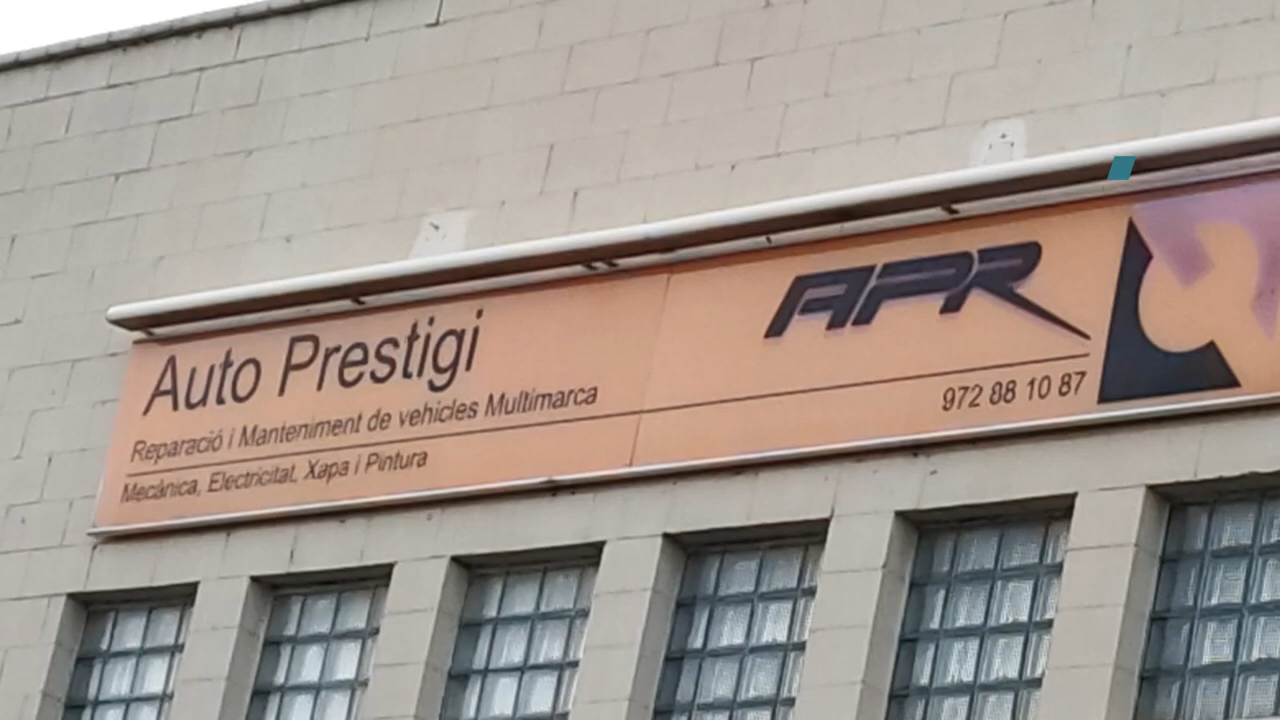 Auto Prestigi
Reparació i Manteniment de vehicles Multimarca
Mecànica, Electricitat, Xapa i Pintura
APR
972 88 10 87